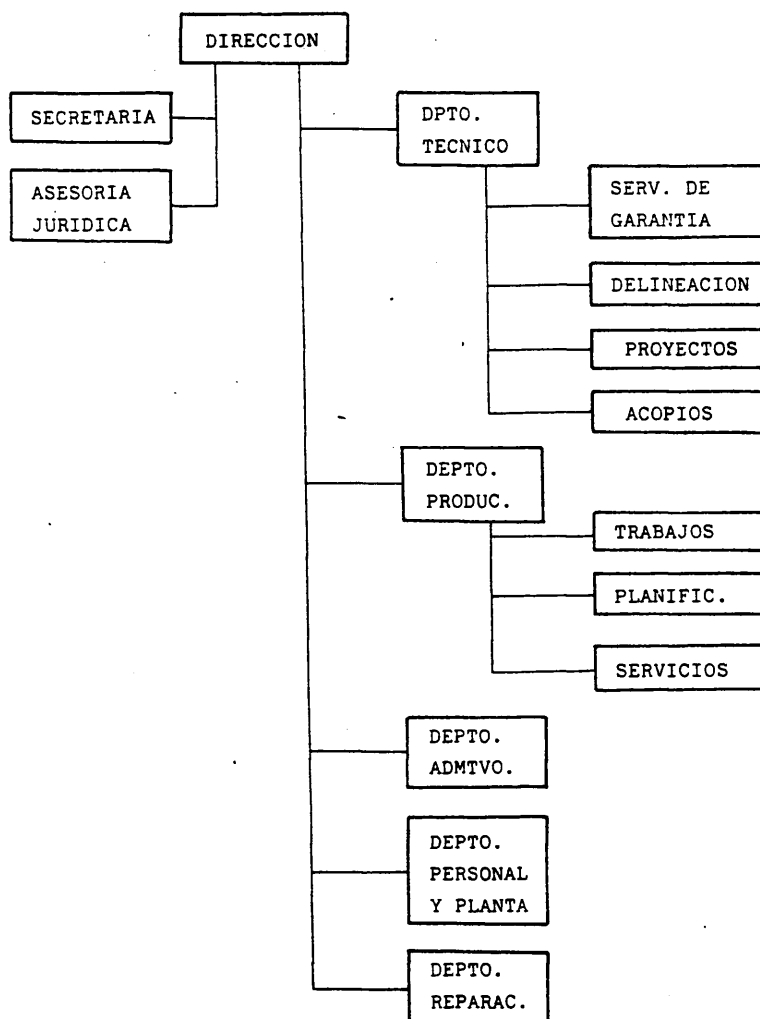 DIRECCION
SECRETARIA
ASESORIA
JURIDICA
DPTO.
TECNICO
SERV. DE
GARANTIA
DELINEACION
PROYECTOS
ACOPIOS
DEPTO.
PRODUC.
TRABAJOS
PLANIFIC.
SERVICIOS
DEPTO.
ADMTVO.
DEPTO.
PERSONAL
Y PLANTA
DEPTO.
REPARAC.